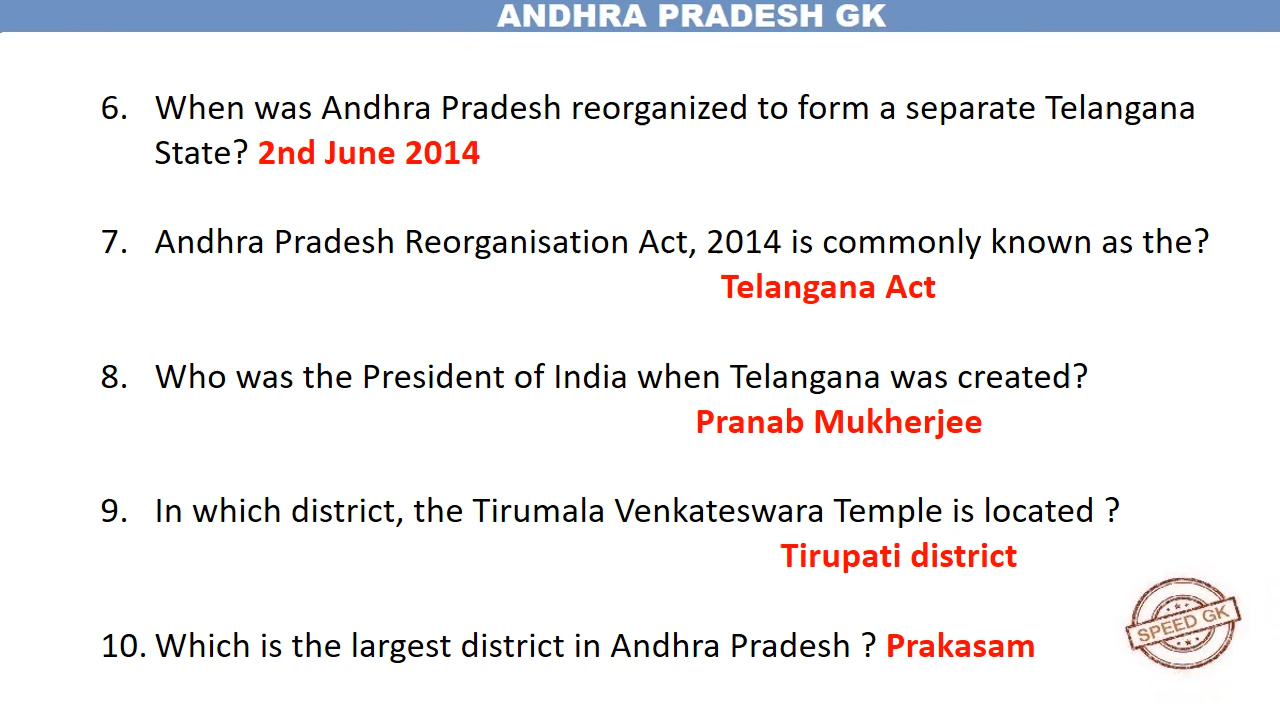 ANDHRA PRADESH GK
6. When was Andhra Pradesh reorganized to form a separate Telangana
State? 2nd June 2014
7. Andhra Pradesh Reorganisation Act, 2014 is commonly known as the?
Telangana Act
8. Who was the President of India when Telangana was created?
Pranab Mukherjee
9. In which district, the Tirumala Venkateswara Temple is located ?
Tirupati district
10. Which is the largest district in Andhra Pradesh ? Prakasam
SPEED GK